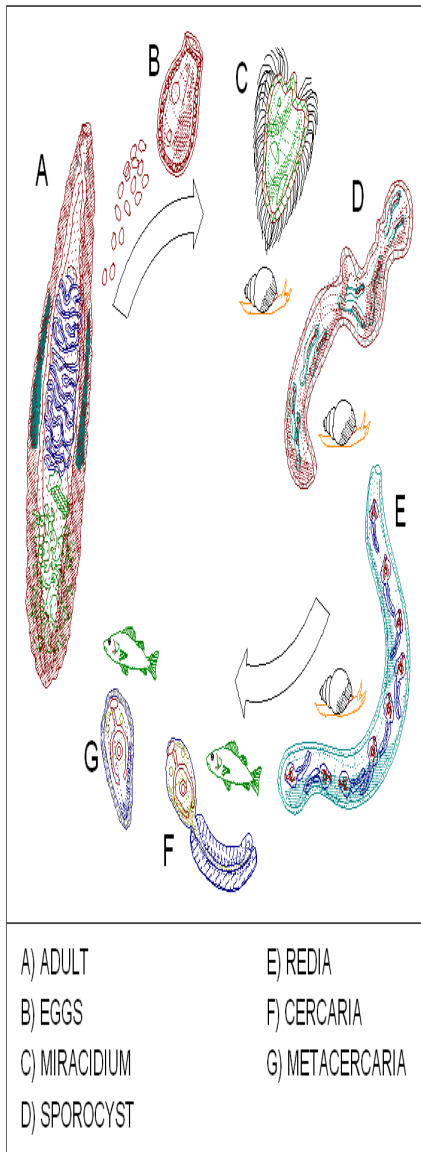 B
C
A
D
E
G
F
A) ADULT
B) EGGS
C) MIRACIDIUM
D) SPOROCYST
E) REDIA
F) CERCARIA
G) METACERCARIA